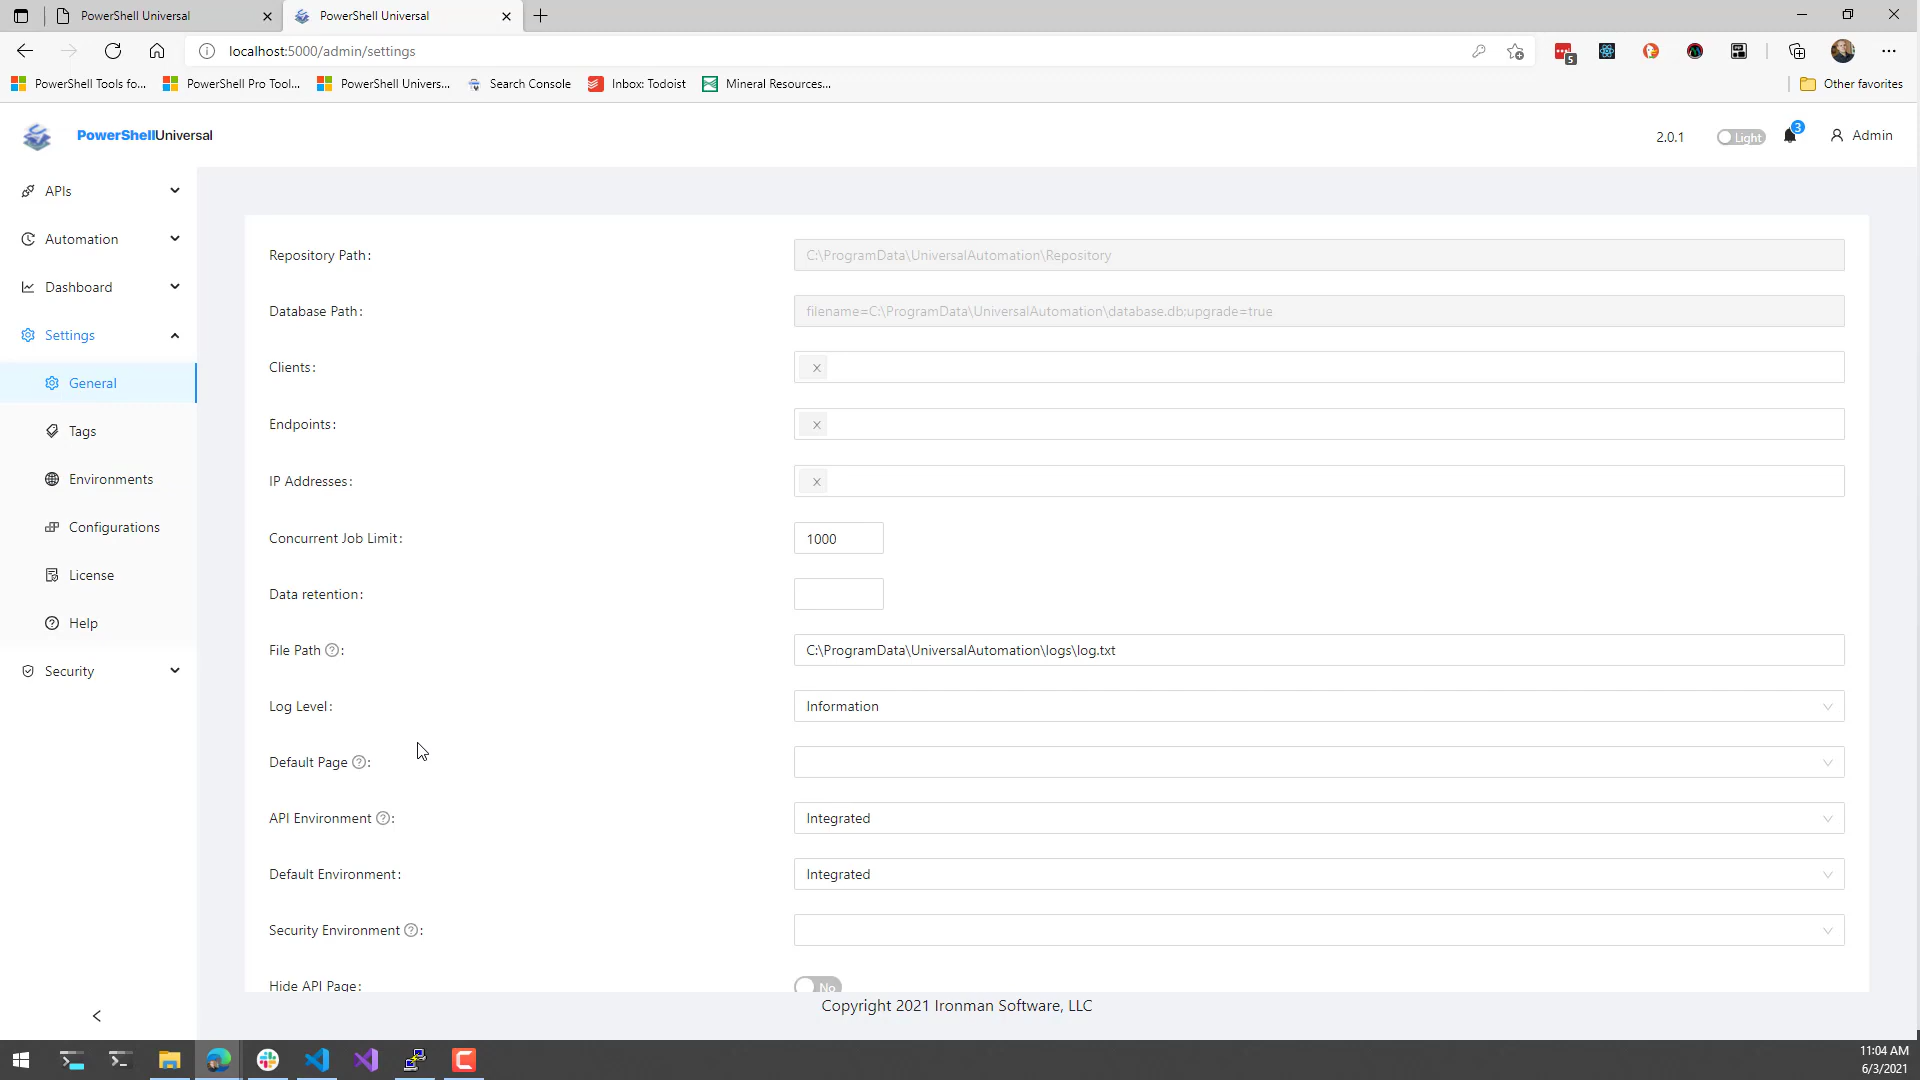 PowerShell Universal
PowerShell Universal
localhost:5000/admin/settings
5
PowerShell Tools fo...
PowerShell Pro Tool...
PowerShell Univers...
Search Console
Inbox: Todoist
Mineral Resources...
Other favorites
PowerShellUniversal
2.0.1
Light
3
Admin
APIs
Automation
Dashboard
Settings
General
Tags
Environments
Configurations
License
Help
Security
Repository Path:
C:\ProgramData\UniversalAutomation\Repository
Database Path:
filename=C:\ProgramData\UniversalAutomation\database.db;upgrade=true
Clients:
Endpoints:
IP Addresses:
Concurrent Job Limit:
1000
Data retention:
File Path ?:
C:\ProgramData\UniversalAutomation\logs\log.txt
Log Level:
Information
Default Page ?:
API Environment ?:
Integrated
Default Environment:
Integrated
Security Environment ?:
Hide API Page:
No
Copyright 2021 Ironman Software, LLC
11:04 AM
6/3/2021